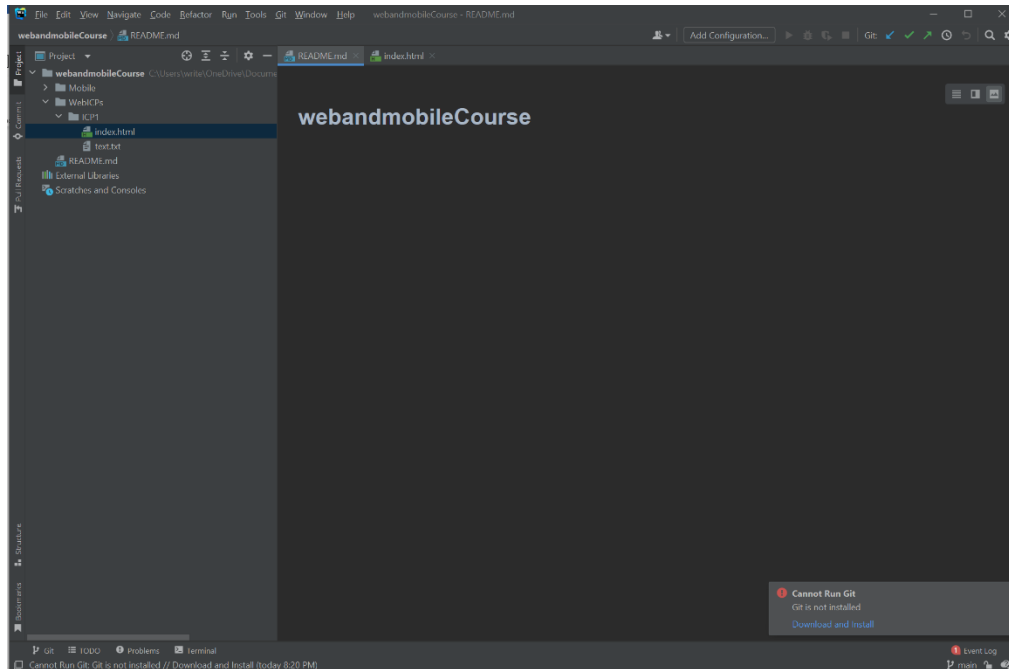 File Edit View Navigate Code Refactor Run Tools Git Window Help webandmobileCourse - README.md
webandmobileCourse README.md Add Configuration... Git:
Project
README.md index.html
webandmobileCourse C:\Users\write\OneDrive\Docume
Mobile
WebICPs
ICP1
index.html
text.txt
README.md
External Libraries
Scratches and Consoles
Project
Commit
Pull Requests
Structure
Bookmarks
webandmobileCourse
Cannot Run Git
Git is not installed
Download and Install
Git TODO Problems Terminal Event Log
Cannot Run Git: Git is not installed // Download and Install (today 8:20 PM) main